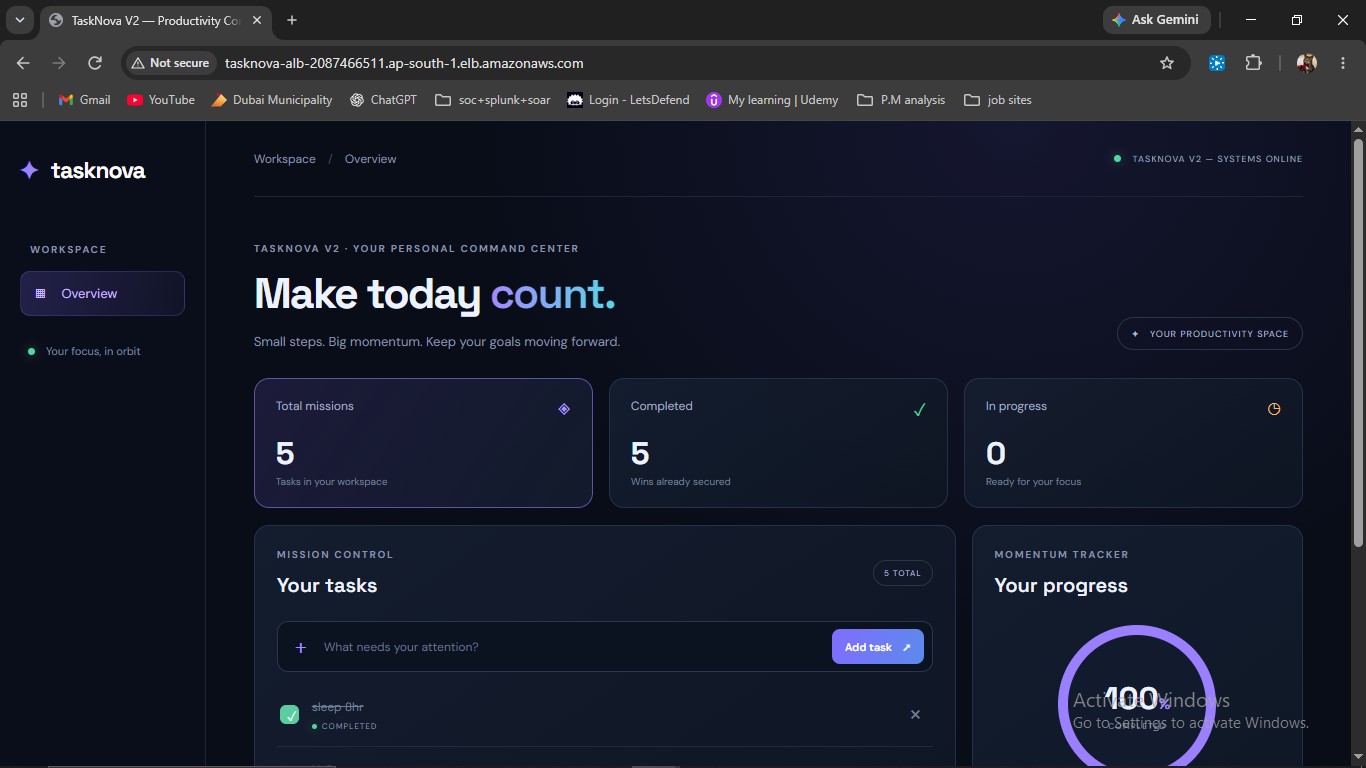 TaskNova V2 — Productivity Co
Ask Gemini
Not secure
tasknova-alb-2087466511.ap-south-1.elb.amazonaws.com
Gmail
YouTube
Dubai Municipality
ChatGPT
soc+splunk+soar
Login - LetsDefend
My learning | Udemy
P.M analysis
job sites
tasknova
Workspace / Overview
TASKNOVA V2 — SYSTEMS ONLINE
WORKSPACE
Overview
Your focus, in orbit
TASKNOVA V2 · YOUR PERSONAL COMMAND CENTER
Make today count.
Small steps. Big momentum. Keep your goals moving forward.
YOUR PRODUCTIVITY SPACE
Total missions
5
Tasks in your workspace
Completed
5
Wins already secured
In progress
0
Ready for your focus
MISSION CONTROL
Your tasks
5 TOTAL
What needs your attention?
Add task ↗
sleep 8hr
COMPLETED
MOMENTUM TRACKER
Your progress
100%
COMPLETED
Activate Windows
Go to Settings to activate Windows.